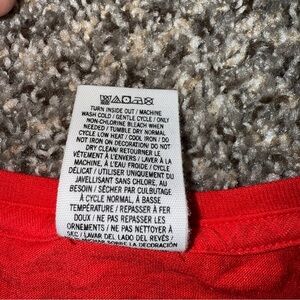 TURN INSIDE OUT / MACHINE
WASH COLD / GENTLE CYCLE / ONLY
NON-CHLORINE BLEACH WHEN
NEEDED / TUMBLE DRY NORMAL
CYCLE LOW HEAT / COOL IRON / DO
NOT IRON ON DECORATION/ DO NOT
DRY CLEAN/ RETOURNER LE
VÊTEMENT À L'ENVERS / LAVER À LA
MACHINE, À L'EAU FROIDE / CYCLE
DÉLICAT / UTILISER UNIQUEMENT DU
JAVELLISANT SANS CHLORE, AU
BESOIN / SÉCHER PAR CULBUTAGE
À CYCLE NORMAL, À BASSE
TEMPÉRATURE / REPASSER À FER
DOUX / NE PAS REPASSER LES
ORNEMENTS / NE PAS NETTOYER À
SEC / LAVAR DEL LADO DEL REVÉS /
SOBRE LA DECORACIÓN